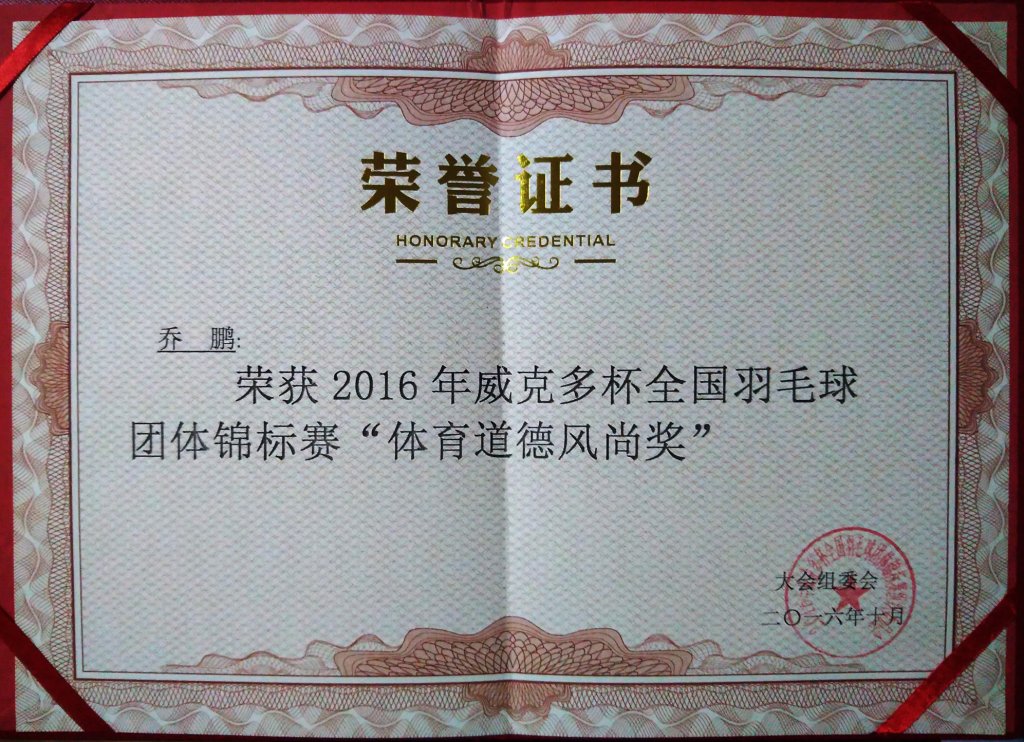 荣誉证书
HONORARY CREDENTIAL
乔 鹏:
荣获 2016 年威克多杯全国羽毛球
团体锦标赛“体育道德风尚奖”
大会组委会
二〇一六年十月